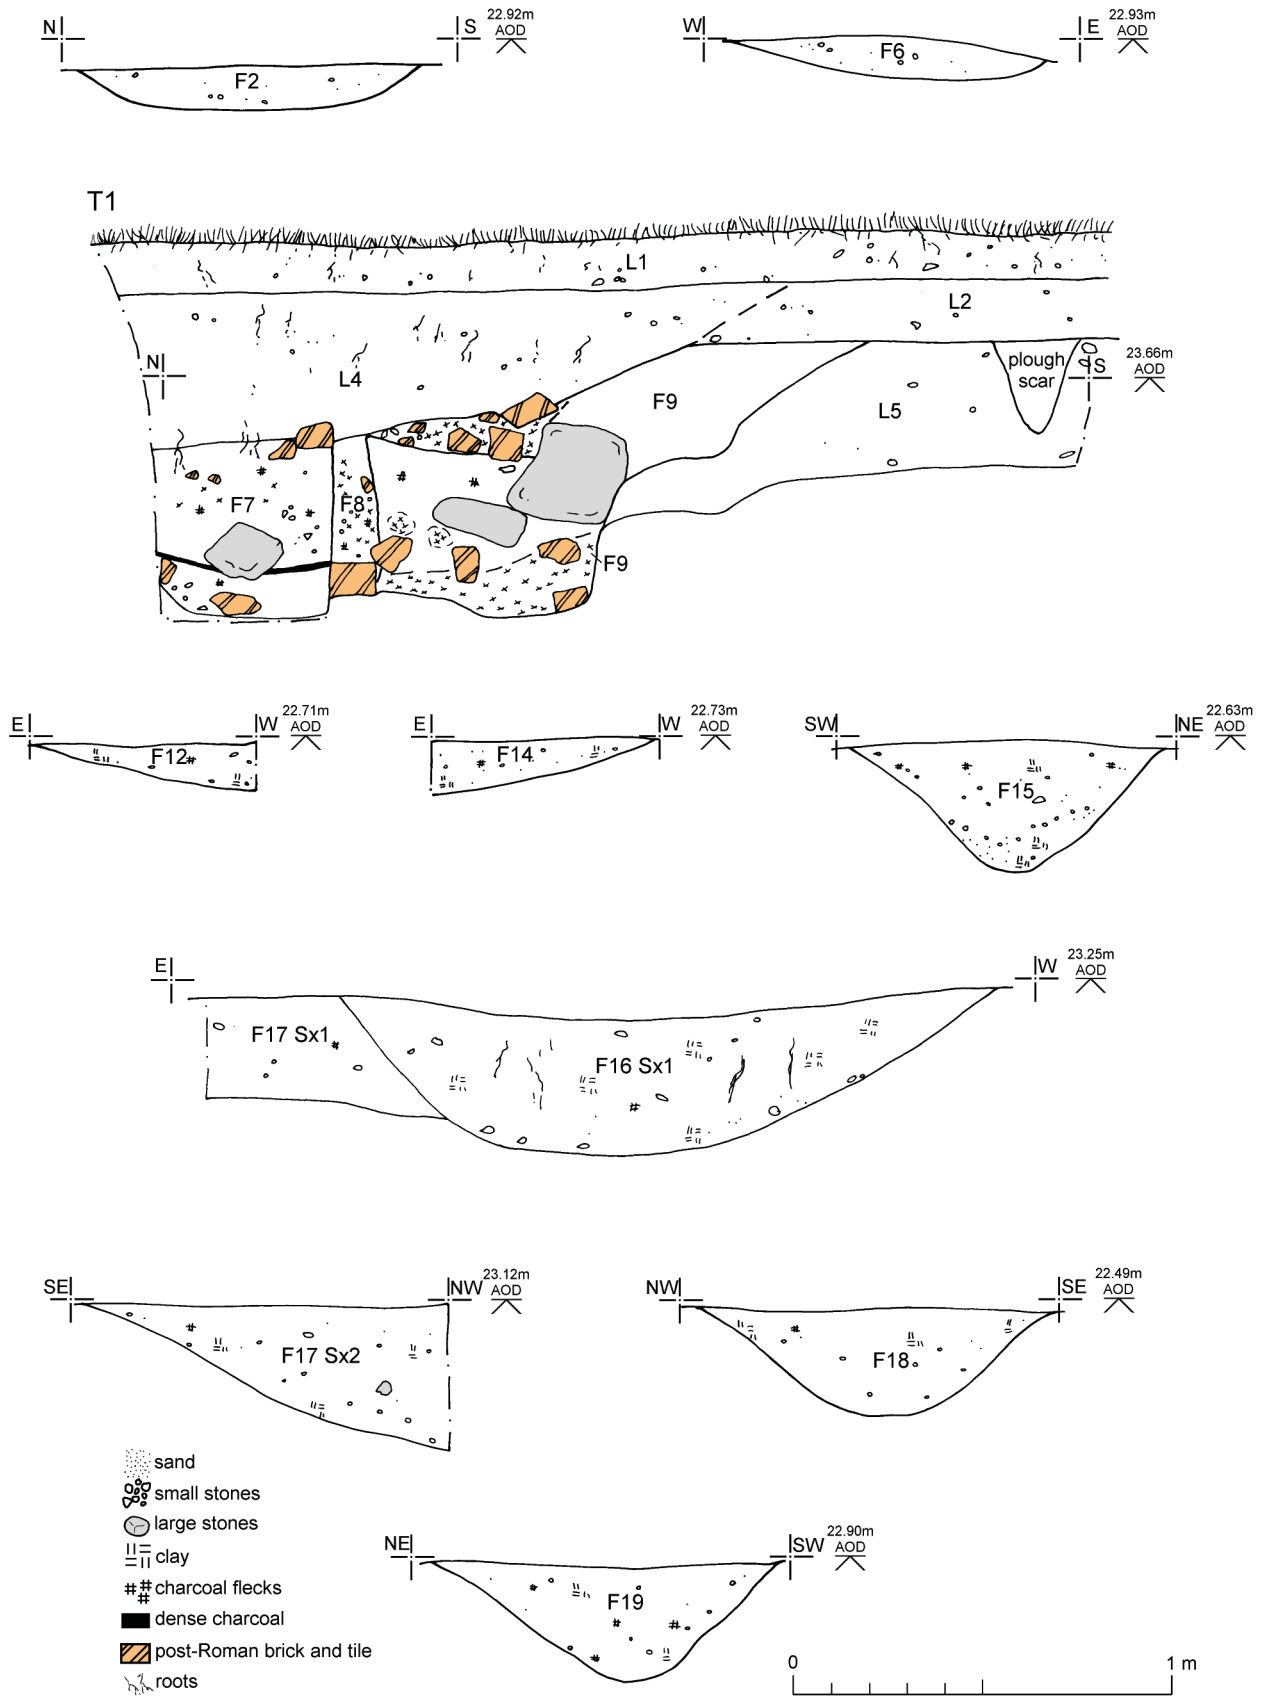 N
S
22.92m
AOD
F2
W
E
22.93m
AOD
F6
T1
L1
L2
N
L4
plough
scar
S
23.66m
AOD
F9
L5
F7
F8
F9
E
W
22.71m
AOD
F12
E
W
22.73m
AOD
F14
SW
NE
22.63m
AOD
F15
E
W
23.25m
AOD
F17 Sx1
F16 Sx1
SE
NW
23.12m
AOD
F17 Sx2
NW
SE
22.49m
AOD
F18
sand
small stones
large stones
clay
charcoal flecks
dense charcoal
post-Roman brick and tile
roots
NE
SW
22.90m
AOD
F19
0
1 m